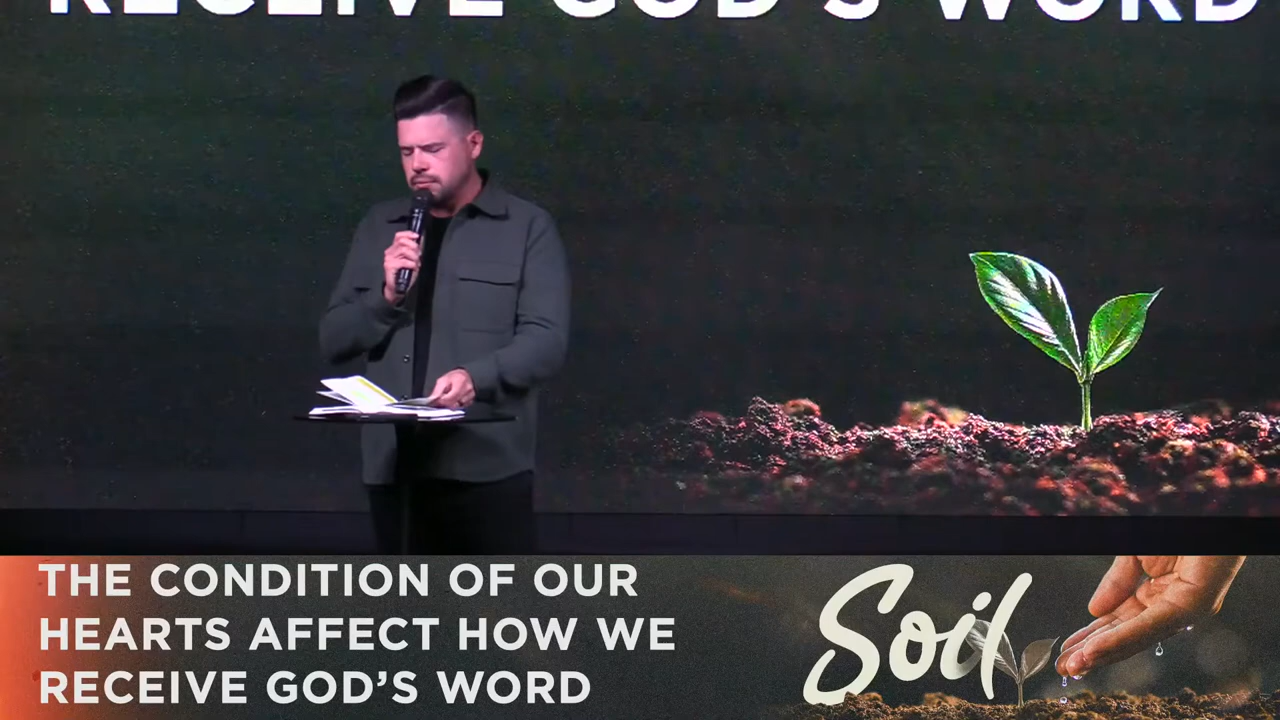 RECEIVE GOD'S WORD
THE CONDITION OF OUR
HEARTS AFFECT HOW WE
RECEIVE GOD'S WORD
Soil